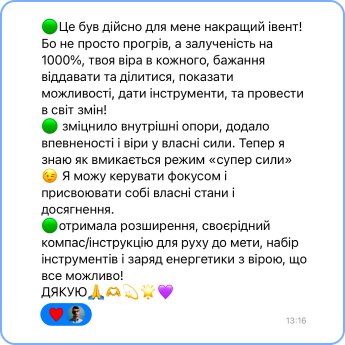 🟢Це був дійсно для мене накращий івент!
Бо не просто прогрів, а залученість на
1000%, твоя віра в кожного, бажання
віддавати та ділитися, показати
можливості, дати інструменти, та провести
в світ змін!
🟢 зміцнило внутрішні опори, додало
впевненості і віри у власні сили. Тепер я
знаю як вмикається режим «супер сили»
😉 Я можу керувати фокусом і
присвоювати собі власні стани і
досягнення.
🟢отримала розширення, своєрідний
компас/інструкцію для руху до мети, набір
інструментів і заряд енергетики з вірою, що
все можливо!
ДЯКУЮ🙏🫶💫🌟💜
❤️
13:16